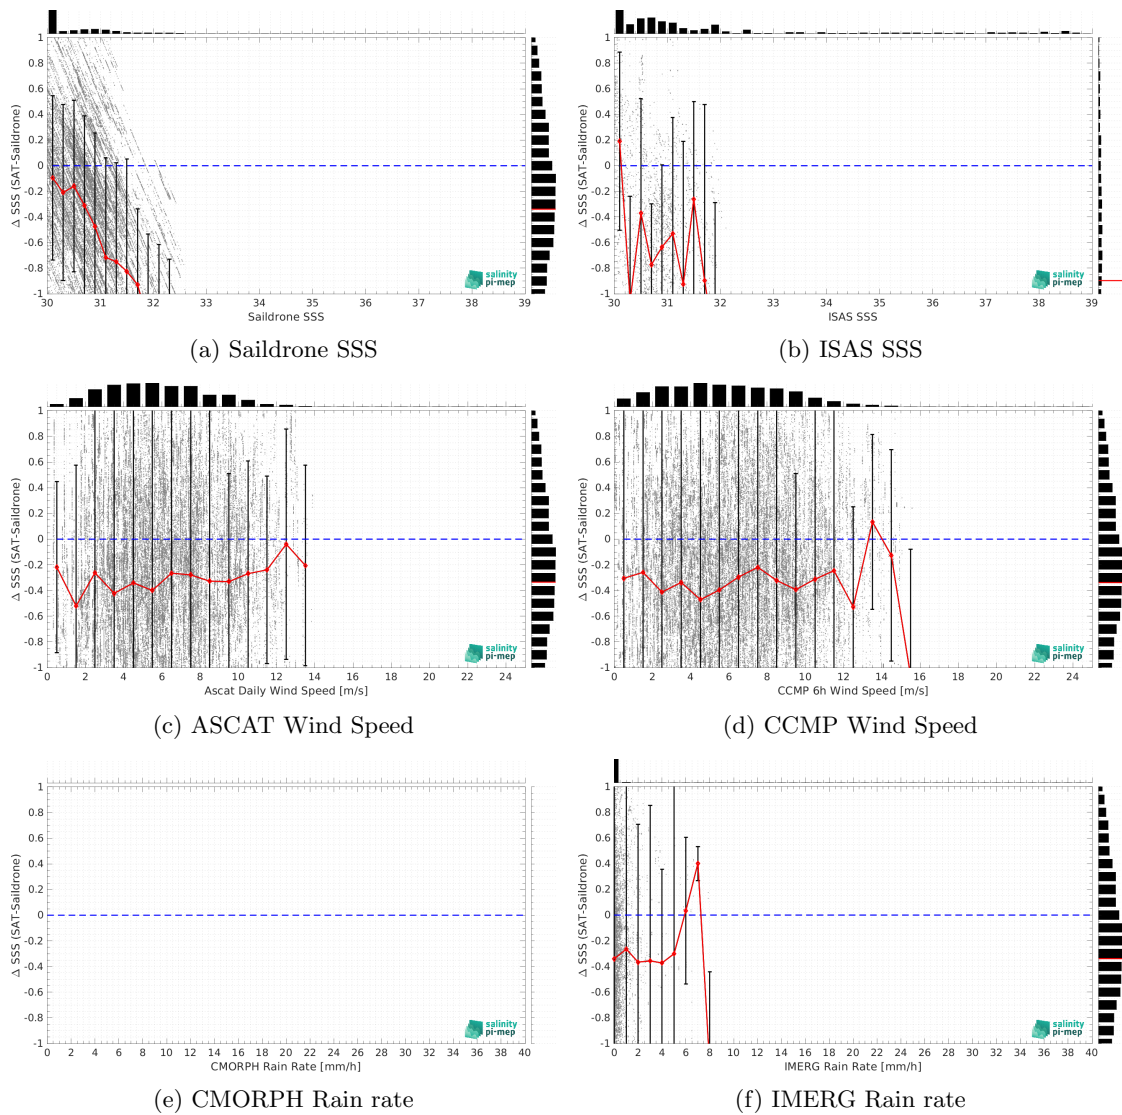 1
0.8
0.6
0.4
0.2
0
-0.2
-0.4
-0.6
-0.8
-1
Δ SSS (SAT-Saildrone)
30 31 32 33 34 35 36 37 38 39
Saildrone SSS
salinity
pi-mep
(a) Saildrone SSS
1
0.8
0.6
0.4
0.2
0
-0.2
-0.4
-0.6
-0.8
-1
Δ SSS (SAT-Saildrone)
30 31 32 33 34 35 36 37 38 39
ISAS SSS
salinity
pi-mep
(b) ISAS SSS
1
0.8
0.6
0.4
0.2
0
-0.2
-0.4
-0.6
-0.8
-1
Δ SSS (SAT-Saildrone)
0 2 4 6 8 10 12 14 16 18 20 22 24
Ascat Daily Wind Speed [m/s]
salinity
pi-mep
(c) ASCAT Wind Speed
1
0.8
0.6
0.4
0.2
0
-0.2
-0.4
-0.6
-0.8
-1
Δ SSS (SAT-Saildrone)
0 2 4 6 8 10 12 14 16 18 20 22 24
CCMP 6h Wind Speed [m/s]
salinity
pi-mep
(d) CCMP Wind Speed
1
0.8
0.6
0.4
0.2
0
-0.2
-0.4
-0.6
-0.8
-1
Δ SSS (SAT-Saildrone)
0 2 4 6 8 10 12 14 16 18 20 22 24 26 28 30 32 34 36 38 40
CMORPH Rain Rate [mm/h]
salinity
pi-mep
(e) CMORPH Rain rate
1
0.8
0.6
0.4
0.2
0
-0.2
-0.4
-0.6
-0.8
-1
Δ SSS (SAT-Saildrone)
0 2 4 6 8 10 12 14 16 18 20 22 24 26 28 30 32 34 36 38 40
IMERG Rain Rate [mm/h]
salinity
pi-mep
(f) IMERG Rain rate